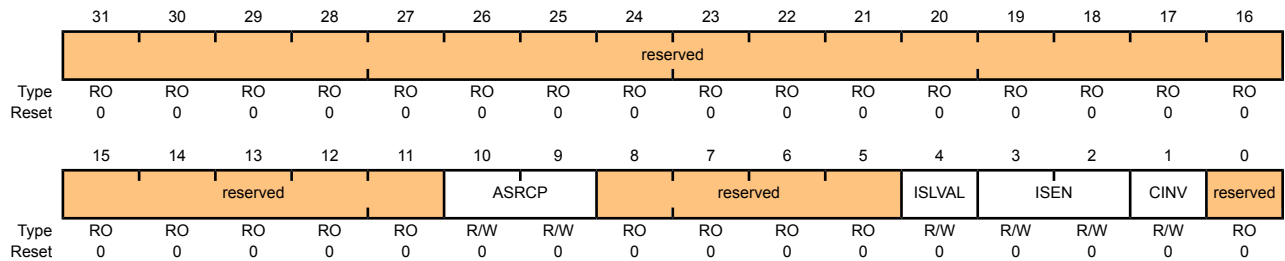 31 30 29 28 27 26 25 24 23 22 21 20 19 18 17 16
reserved
Type RO RO RO RO RO RO RO RO RO RO RO RO RO RO RO RO
Reset 0 0 0 0 0 0 0 0 0 0 0 0 0 0 0 0
15 14 13 12 11 10 9 8 7 6 5 4 3 2 1 0
reserved ASRCP reserved ISLVAL ISEN CINV reserved
Type RO RO RO RO RO R/W R/W RO RO RO RO R/W R/W R/W R/W RO
Reset 0 0 0 0 0 0 0 0 0 0 0 0 0 0 0 0